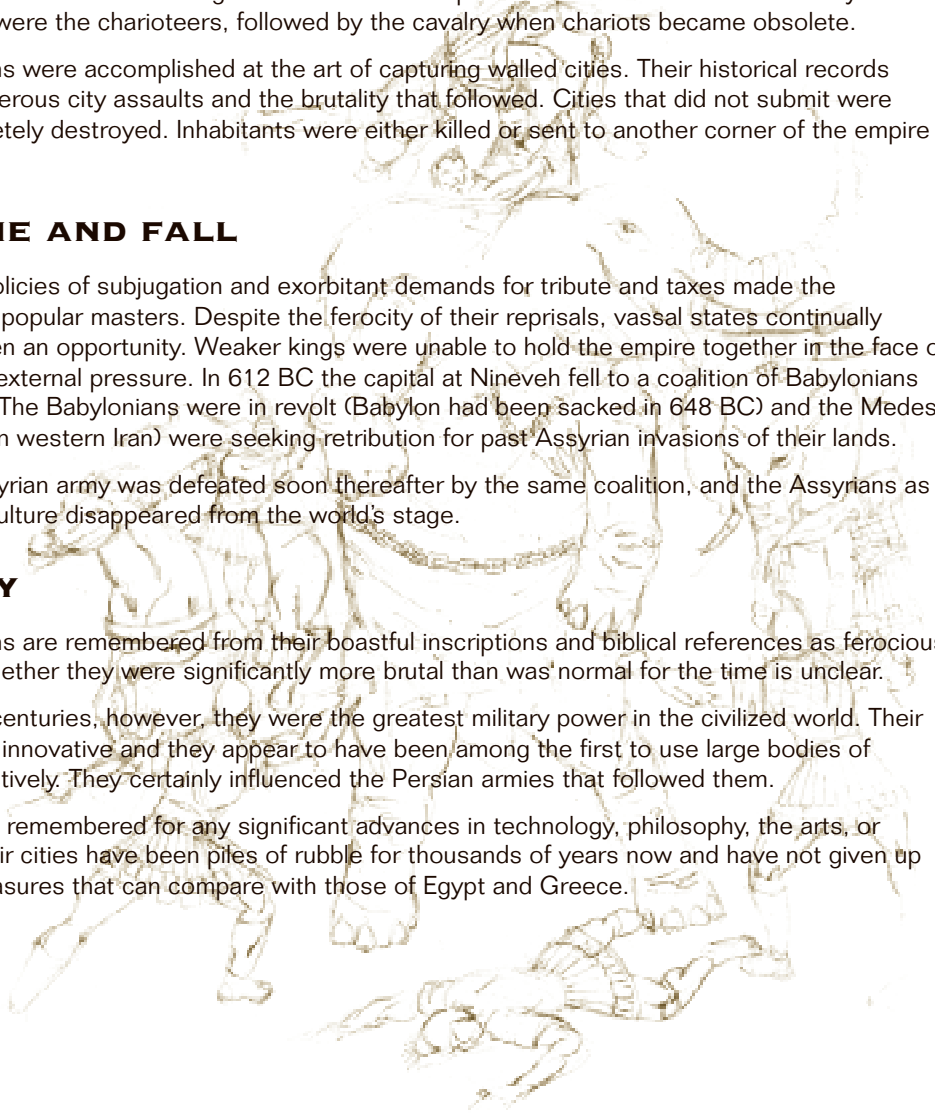 were the charioteers, followed by the cavalry when chariots became obsolete.
ns were accomplished at the art of capturing walled cities. Their historical records
erous city assaults and the brutality that followed. Cities that did not submit were
etely destroyed. Inhabitants were either killed or sent to another corner of the empire
NE AND FALL
olicies of subjugation and exorbitant demands for tribute and taxes made the
popular masters. Despite the ferocity of their reprisals, vassal states continually
en an opportunity. Weaker kings were unable to hold the empire together in the face o
external pressure. In 612 BC the capital at Nineveh fell to a coalition of Babylonians
The Babylonians were in revolt (Babylon had been sacked in 648 BC) and the Medes
n western Iran) were seeking retribution for past Assyrian invasions of their lands.
yrian army was defeated soon thereafter by the same coalition, and the Assyrians as
ulture disappeared from the world's stage.
Y
ns are remembered from their boastful inscriptions and biblical references as ferocious
ether they were significantly more brutal than was normal for the time is unclear.
centuries, however, they were the greatest military power in the civilized world. Their
innovative and they appear to have been among the first to use large bodies of
tively. They certainly influenced the Persian armies that followed them.
remembered for any significant advances in technology, philosophy, the arts, or
ir cities have been piles of rubble for thousands of years now and have not given up
asures that can compare with those of Egypt and Greece.